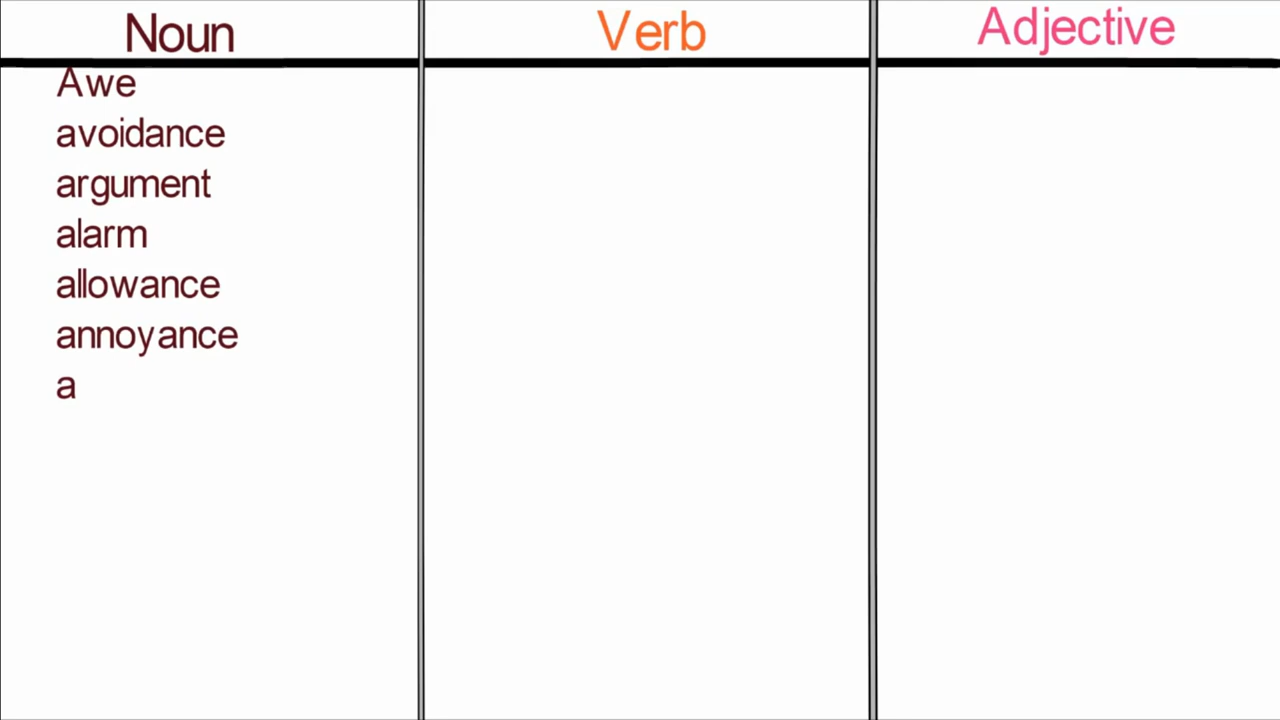 Noun Verb Adjective
Awe
avoidance
argument
alarm
allowance
annoyance
a